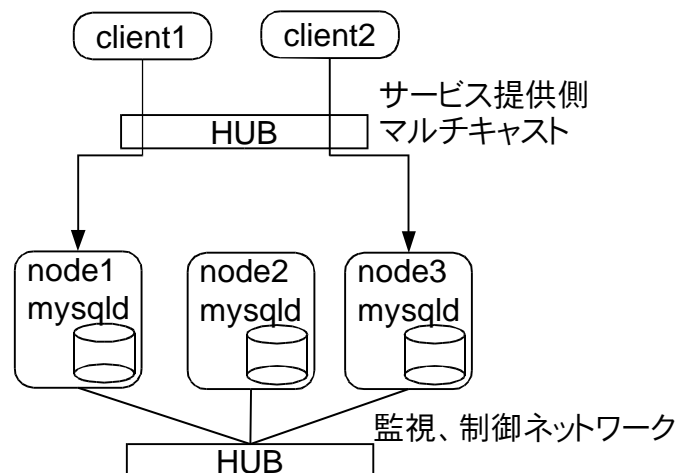 client1
client2
サービス提供側
マルチキャスト
HUB
node1
mysqld
node2
mysqld
node3
mysqld
監視、制御ネットワーク
HUB